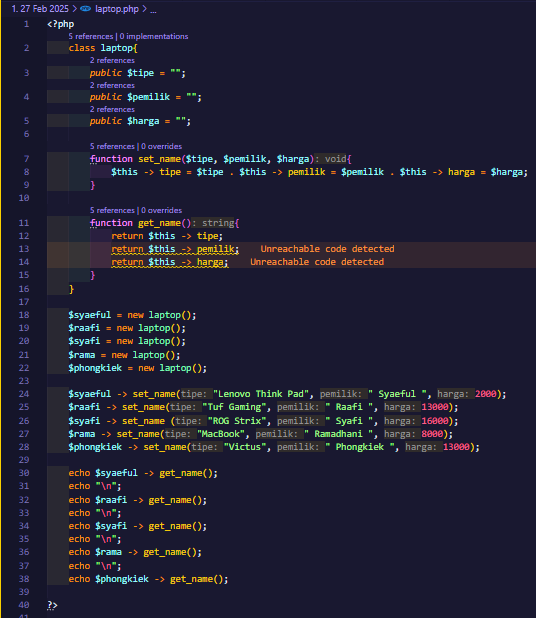 1. 27 Feb 2025 > laptop.php > ...
1 <?php
5 references | 0 implementations
2 class laptop{
2 references
3 public $tipe = "";
2 references
4 public $pemilik = "";
2 references
5 public $harga = "";
6
5 references | 0 overrides
7 function set_name($tipe, $pemilik, $harga): void{
8 $this -> tipe = $tipe . $this -> pemilik = $pemilik . $this -> harga = $harga;
9 }
10
5 references | 0 overrides
11 function get_name(): string{
12 return $this -> tipe;
13 return $this -> pemilik; Unreachable code detected
14 return $this -> harga; Unreachable code detected
15 }
16 }
17
18 $syaeful = new laptop();
19 $raafi = new laptop();
20 $syafi = new laptop();
21 $rama = new laptop();
22 $phongkiek = new laptop();
23
24 $syaeful -> set_name(tipe: "Lenovo Think Pad", pemilik: " Syaeful ", harga: 2000);
25 $raafi -> set_name(tipe: "Tuf Gaming", pemilik: " Raafi ", harga: 13000);
26 $syafi -> set_name (tipe: "ROG Strix", pemilik: " Syafi ", harga: 16000);
27 $rama -> set_name(tipe: "MacBook", pemilik: " Ramadhani ", harga: 8000);
28 $phongkiek -> set_name(tipe: "Victus", pemilik: " Phongkiek ", harga: 13000);
29
30 echo $syaeful -> get_name();
31 echo "\n";
32 echo $raafi -> get_name();
33 echo "\n";
34 echo $syafi -> get_name();
35 echo "\n";
36 echo $rama -> get_name();
37 echo "\n";
38 echo $phongkiek -> get_name();
39
40 ?>
41